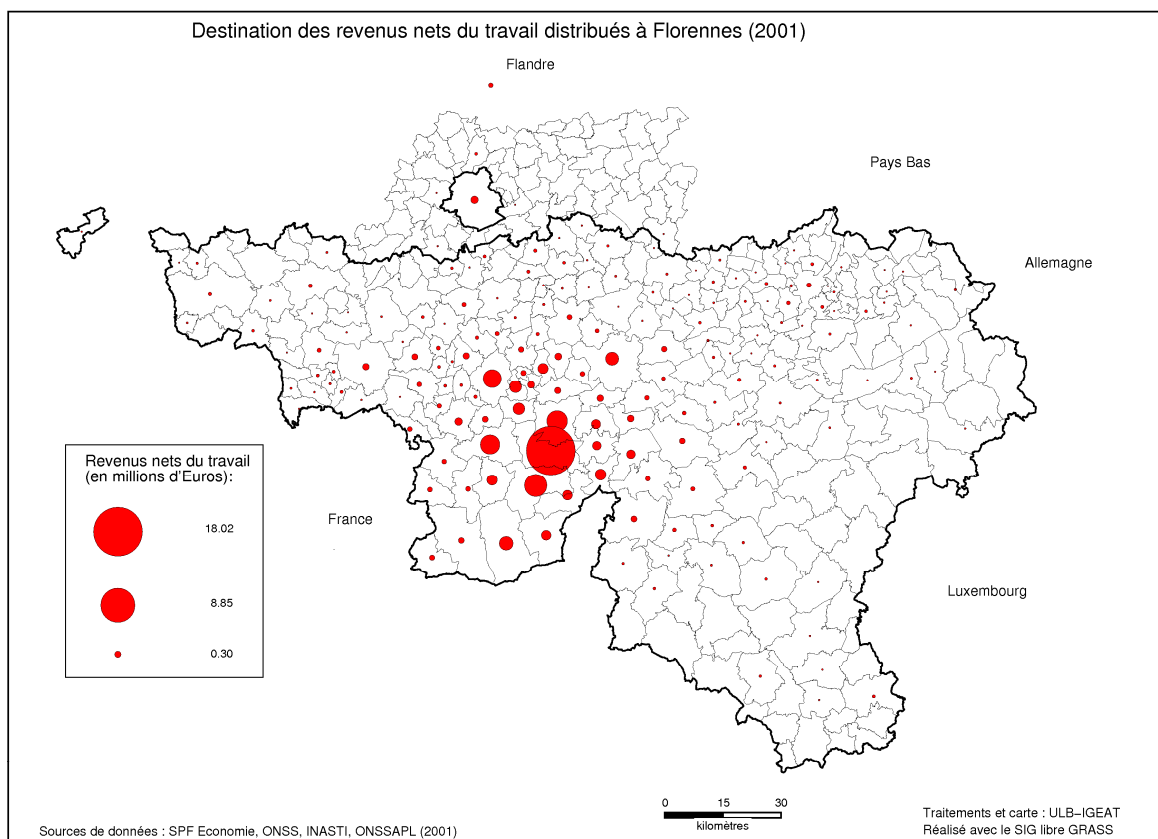 Destination des revenus nets du travail distribués à Florennes (2001)
Flandre
Pays Bas
Allemagne
Revenus nets du travail
(en millions d'Euros):
18.02
8.85
0.30
France
Luxembourg
0 15 30
kilomètres
Sources de données : SPF Economie, ONSS, INASTI, ONSSAPL (2001)
Traitements et carte : ULB-IGEAT
Réalisé avec le SIG libre GRASS